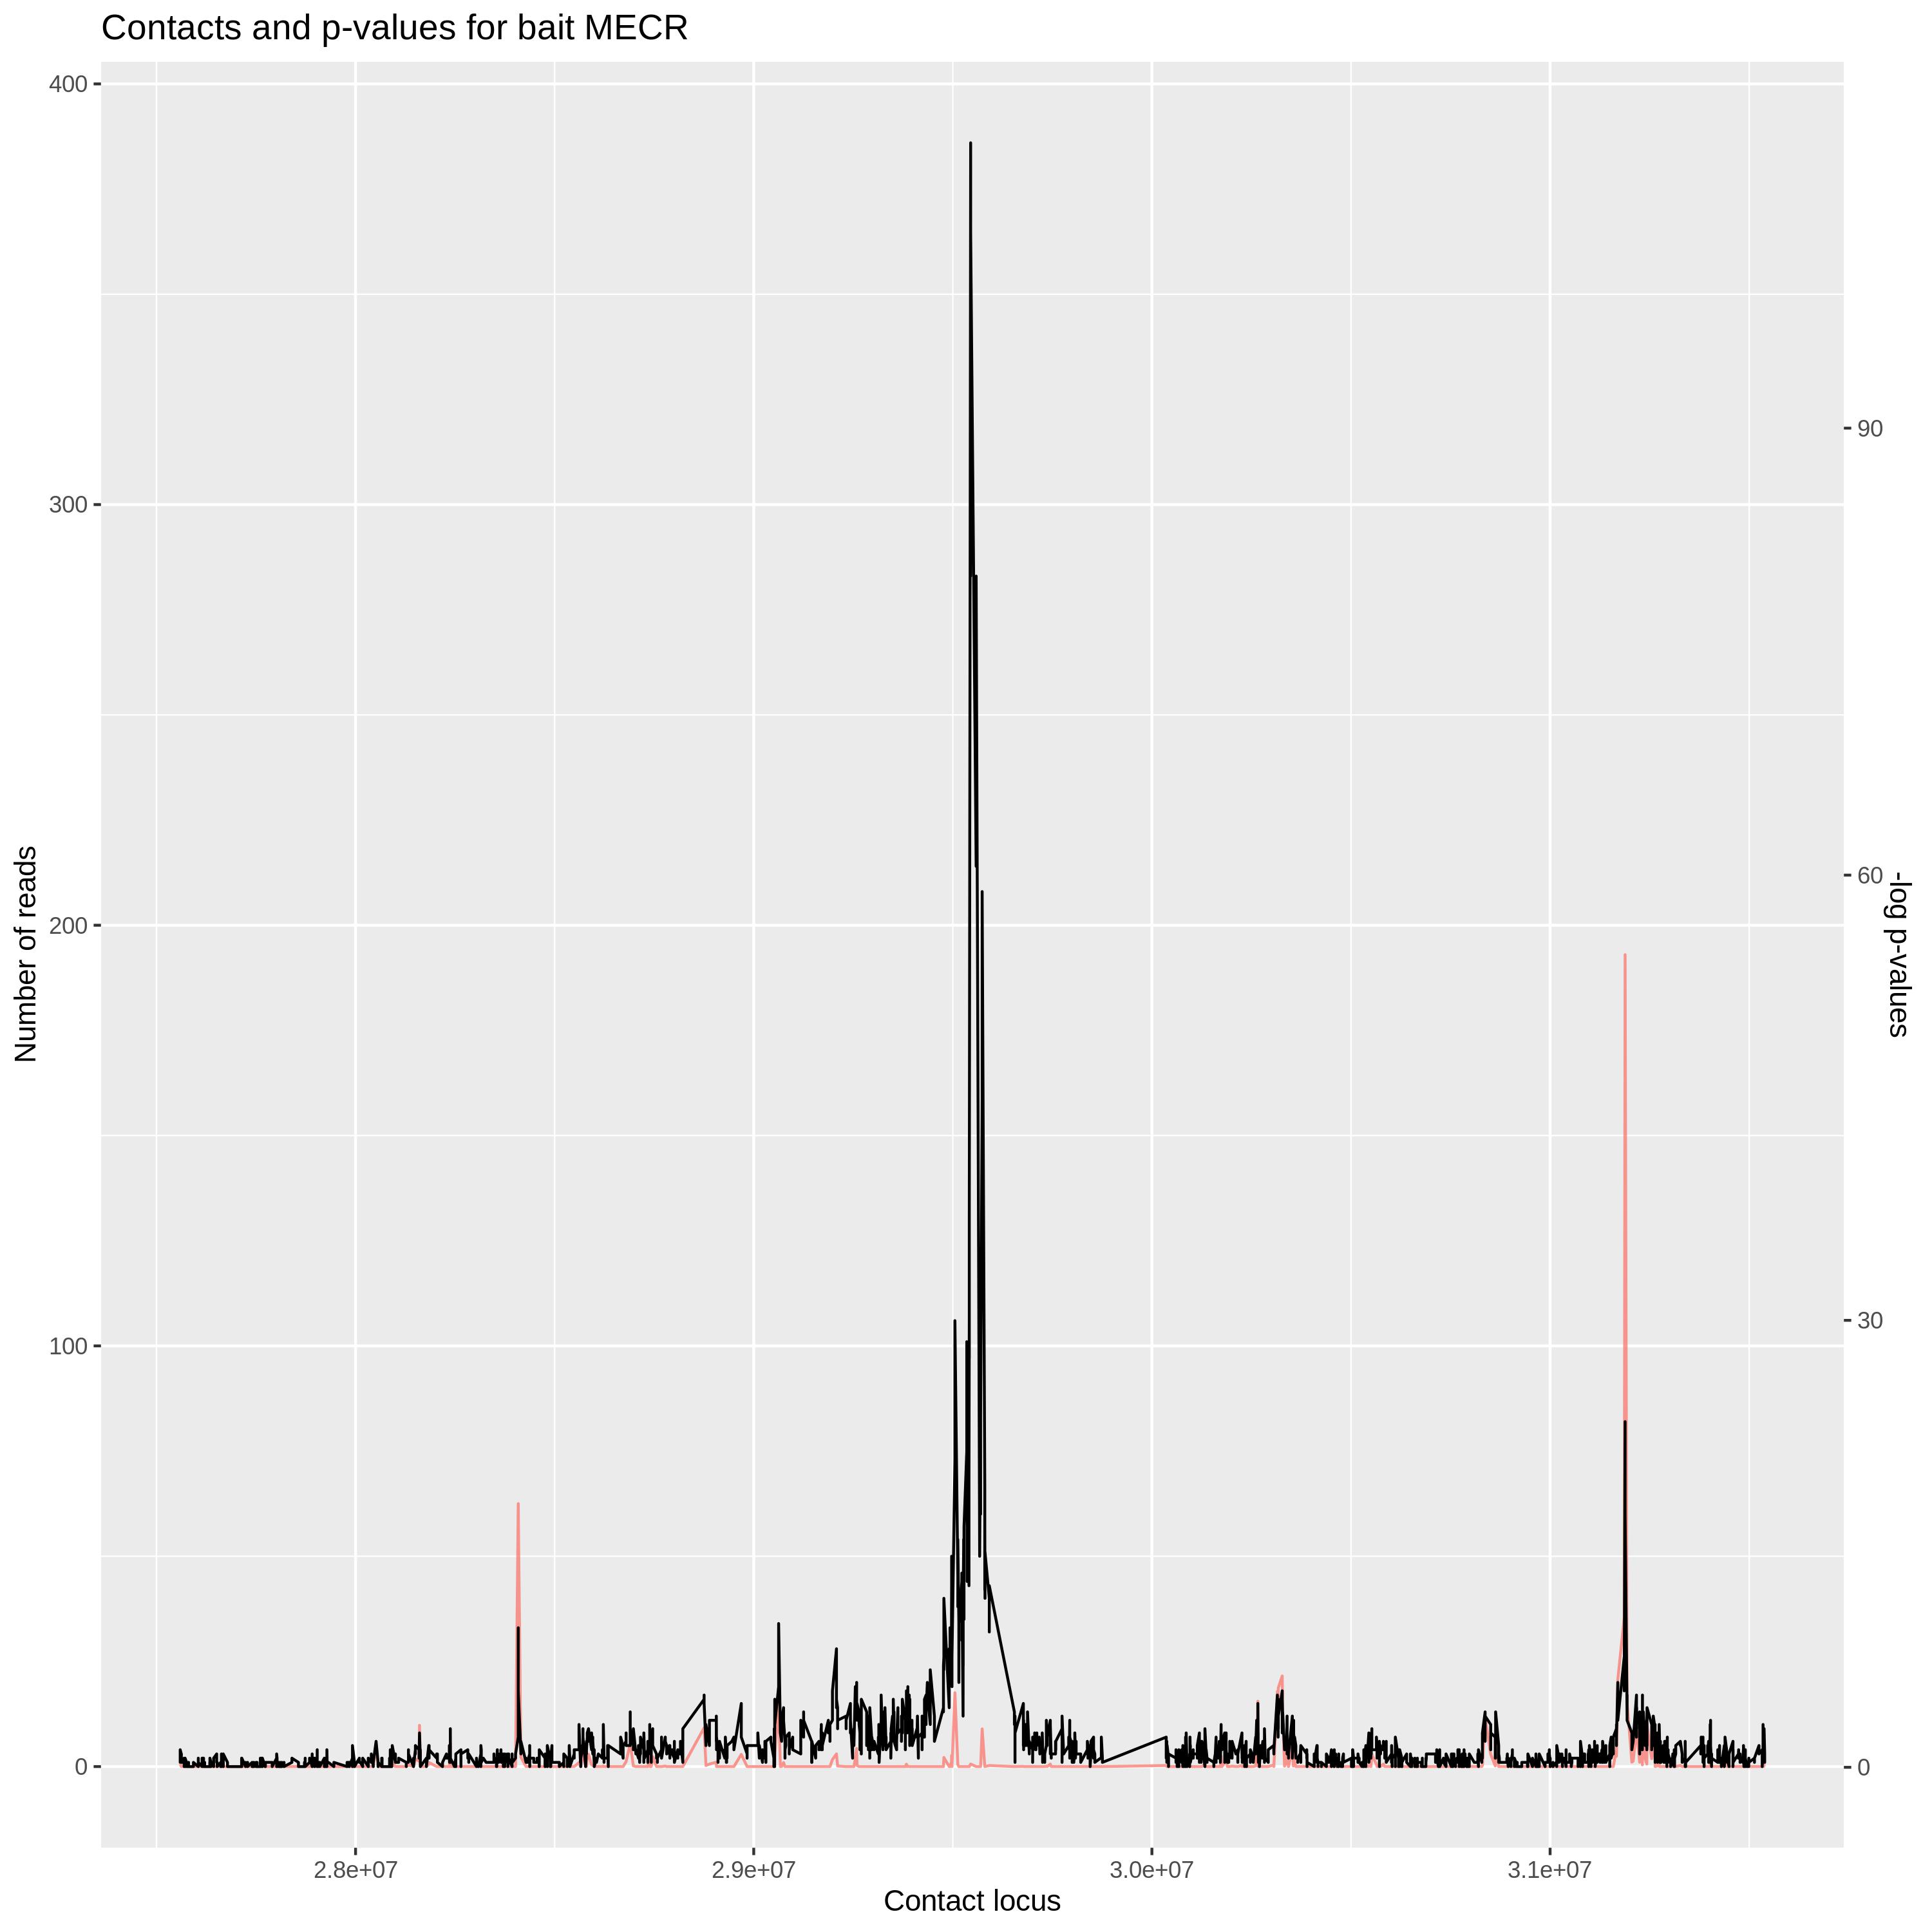 Contacts and p-values for bait MECR
400
300
200
100
0
90
60
30
0
Number of reads
-log p-values
2.8e+07 2.9e+07 3.0e+07 3.1e+07
Contact locus